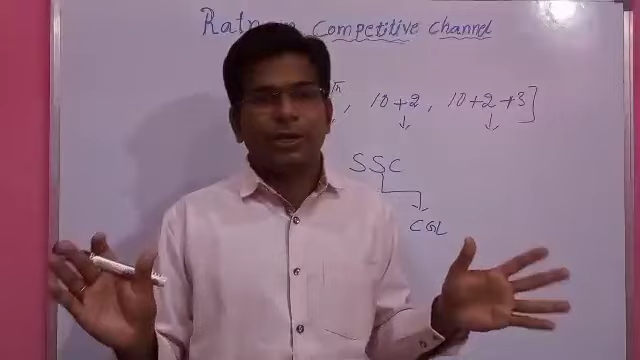 Competitive Channel
, 10+2, 10+2+3]
SSC
CGL